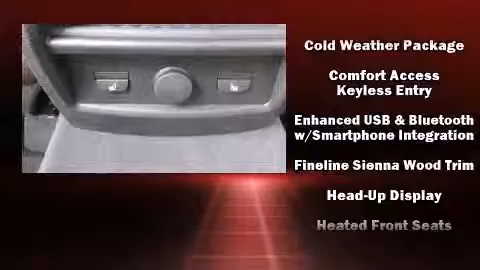 Cold Weather Package
Comfort Access
Keyless Entry
Enhanced USB & Bluetooth
w/Smartphone Integration
Fineline Sienna Wood Trim
Head-Up Display
Heated Front Seats